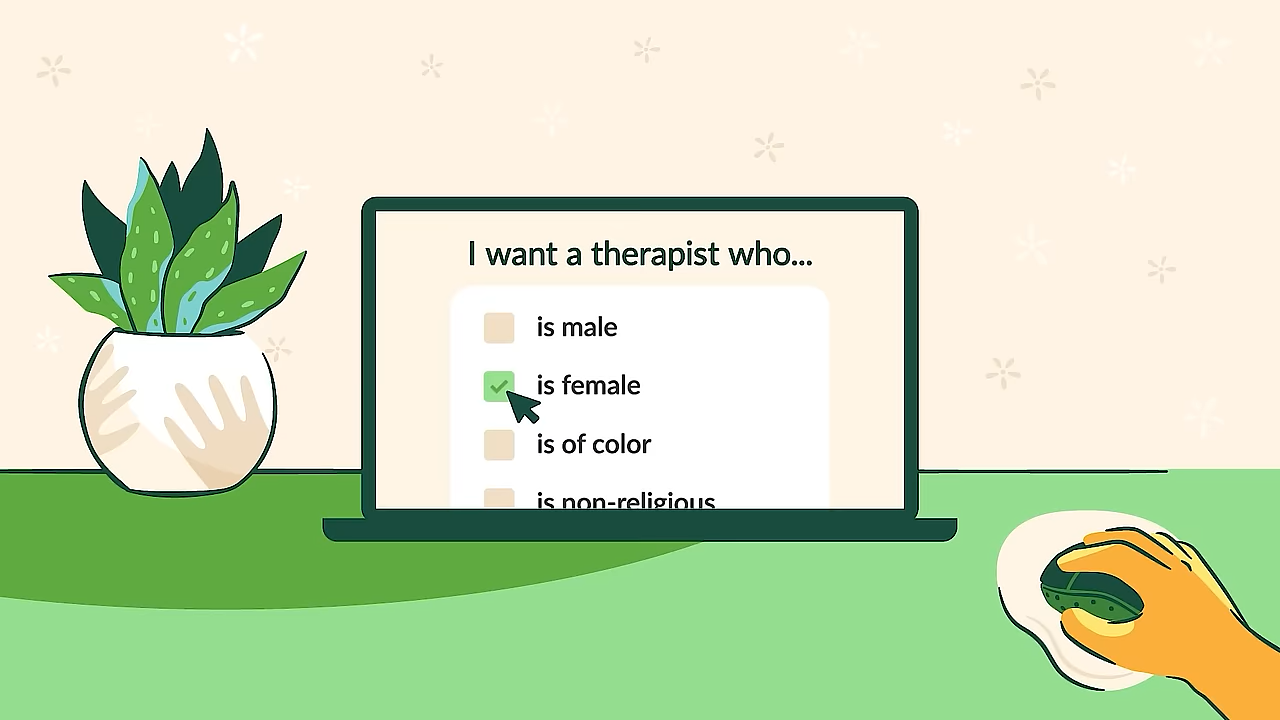 I want a therapist who...
is male
is female
is of color
is non-religious